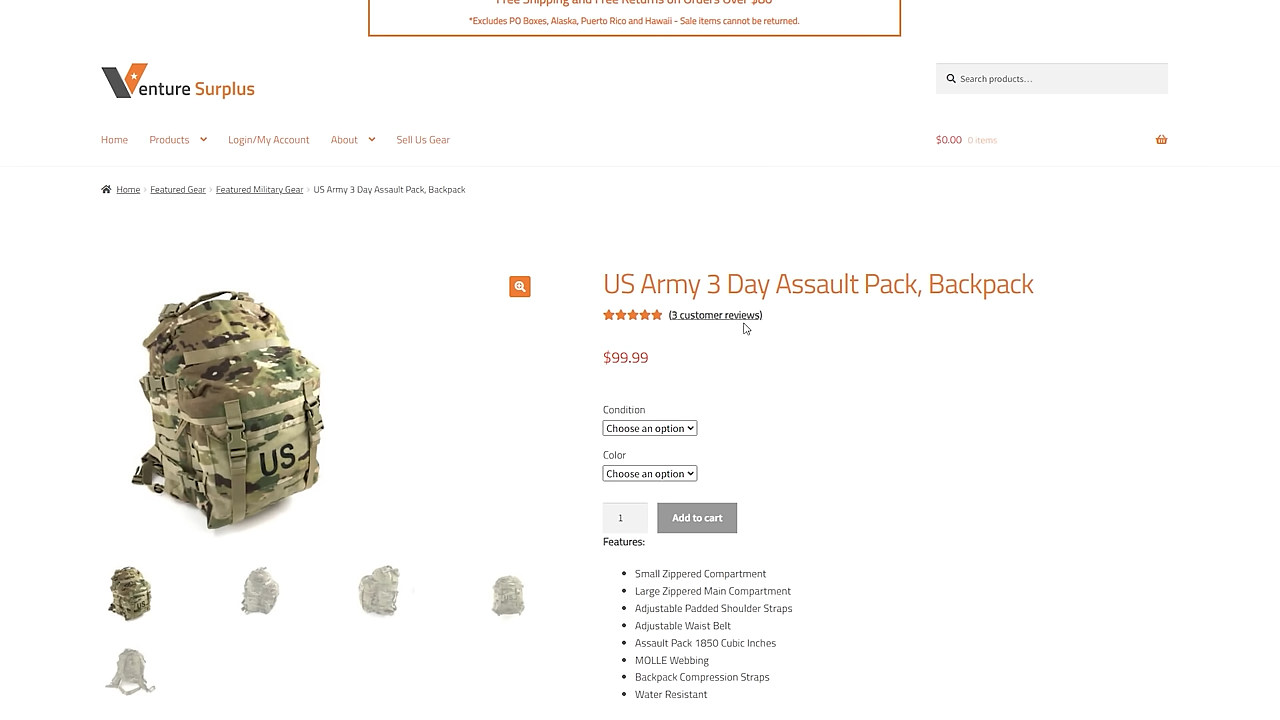 Free Shipping and Free Returns on Orders Over $80
*Excludes PO Boxes, Alaska, Puerto Rico and Hawaii - Sale items cannot be returned.
Venture Surplus
Search products…
Home Products Login/My Account About Sell Us Gear $0.00 0 items
Home › Featured Gear › Featured Military Gear › US Army 3 Day Assault Pack, Backpack
US Army 3 Day Assault Pack, Backpack
(3 customer reviews)
$99.99
Condition
Choose an option
US
Color
Choose an option
1 Add to cart
Features:
• Small Zippered Compartment
• Large Zippered Main Compartment
• Adjustable Padded Shoulder Straps
• Adjustable Waist Belt
• Assault Pack 1850 Cubic Inches
• MOLLE Webbing
• Backpack Compression Straps
• Water Resistant